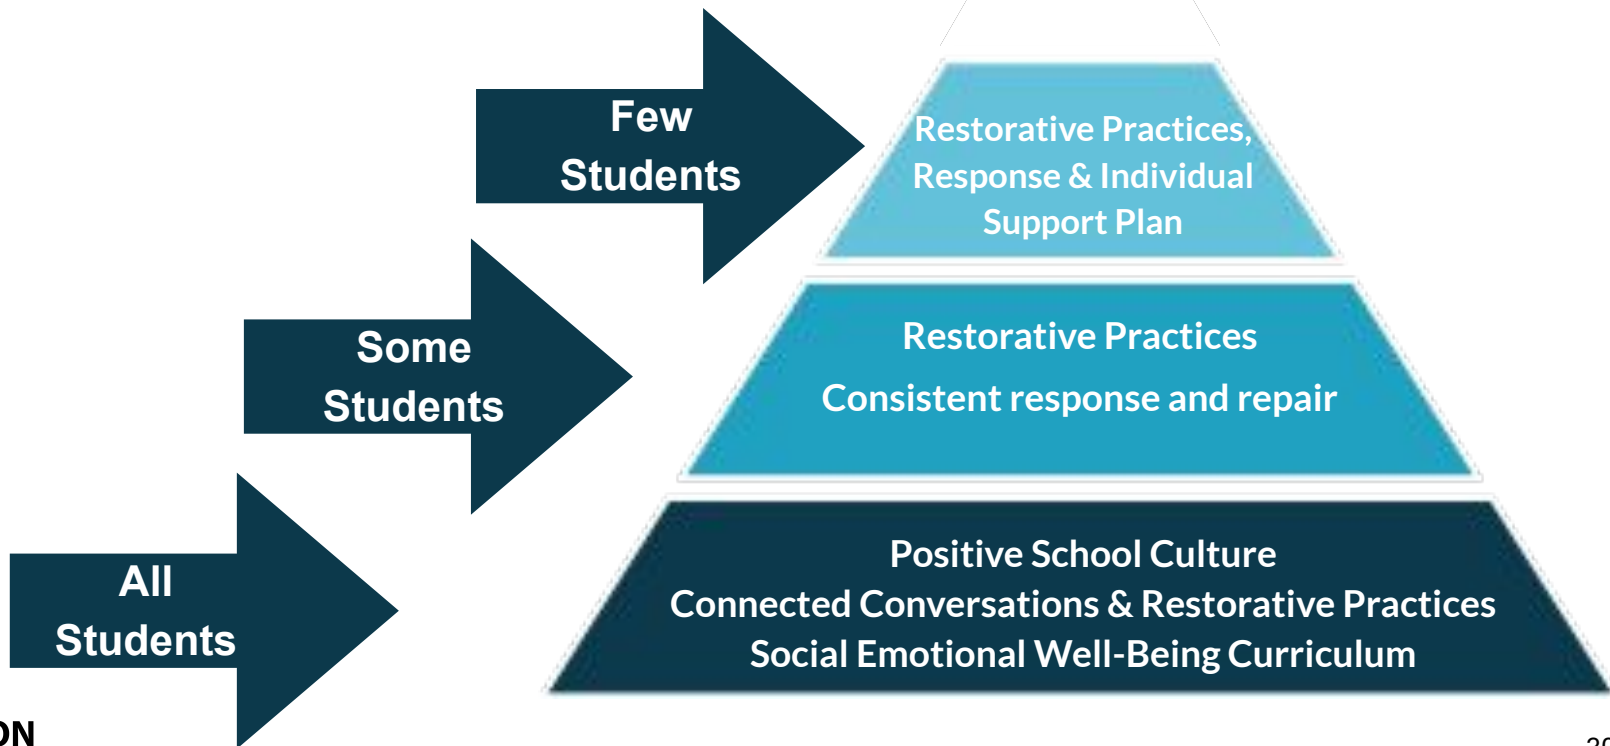 Few
Students
Restorative Practices,
Response & Individual
Support Plan
Some
Students
Restorative Practices
Consistent response and repair
All
Students
Positive School Culture
Connected Conversations & Restorative Practices
Social Emotional Well-Being Curriculum
ON